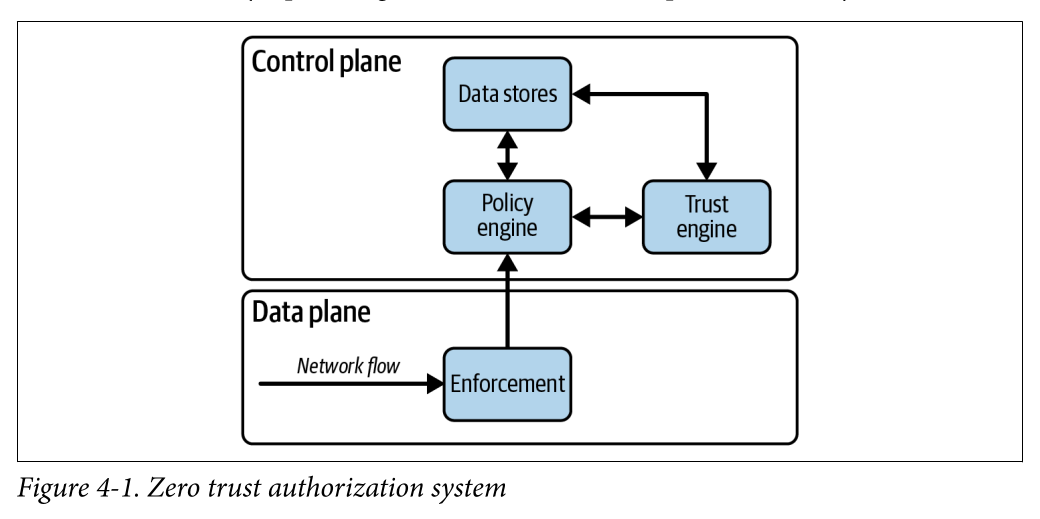 Control plane
Data stores
Policy
engine
Trust
engine
Data plane
Network flow
Enforcement
Figure 4-1. Zero trust authorization system